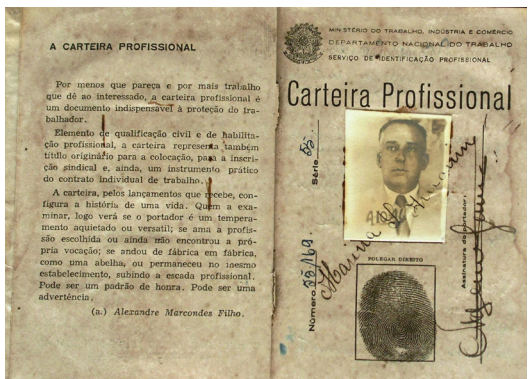 A CARTEIRA PROFISSIONAL
Por menos que pareça e por mais trabalho
que dê ao interessado, a carteira profissional é
um documento indispensável à proteção do tra-
balhador.
Elemento de qualificação civil e de habilita-
ção profissional, a carteira representa também
título originário para a colocação, para a inscri-
ção sindical e, ainda, um instrumento prático
do contrato individual de trabalho.
A carteira, pelos lançamentos que recebe, con-
figura a história de uma vida. Quem a exa-
minar, logo verá se o portador é um tempera-
mento aquietado ou versatil; se ama a profis-
são escolhida ou ainda não encontrou a pró-
pria vocação; se andou de fábrica em fábrica,
como uma abelha, ou permaneceu no mesmo
estabelecimento, subindo a escada profissional.
Pode ser um padrão de honra. Pode ser uma
advertência.
(a.) Alexandre Marcondes Filho.
MINISTÉRIO DO TRABALHO, INDÚSTRIA E COMÉRCIO
DEPARTAMENTO NACIONAL DO TRABALHO
SERVIÇO DE IDENTIFICAÇÃO PROFISSIONAL
Carteira Profissional
Série
Número
POLEGAR DIREITO
Assinatura do portador: